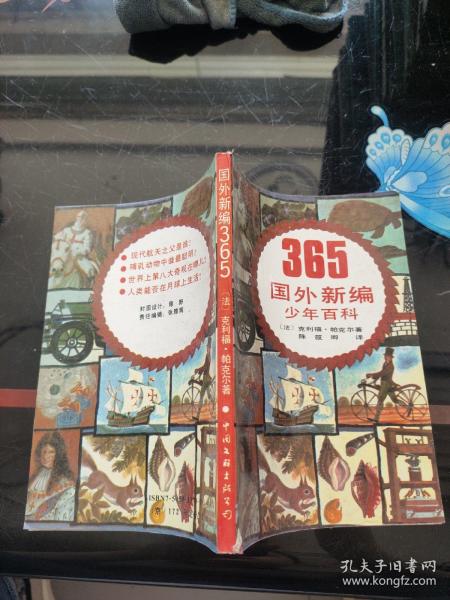 ● 现代航天之父是谁?
● 哺乳动物中谁最聪明?
● 世界上第八大奇观在哪儿?
● 人类能否在月球上生活?
封面设计:
责任编辑:
国外新编365
〔法〕克利福·帕克尔著
●
中国文联出版公司
365
国外新编
少年百科
〔法〕克利福·帕克尔著
陈筱卿 译
ISBN7-5059-
京
孔夫子旧书网
www.kongfz.com